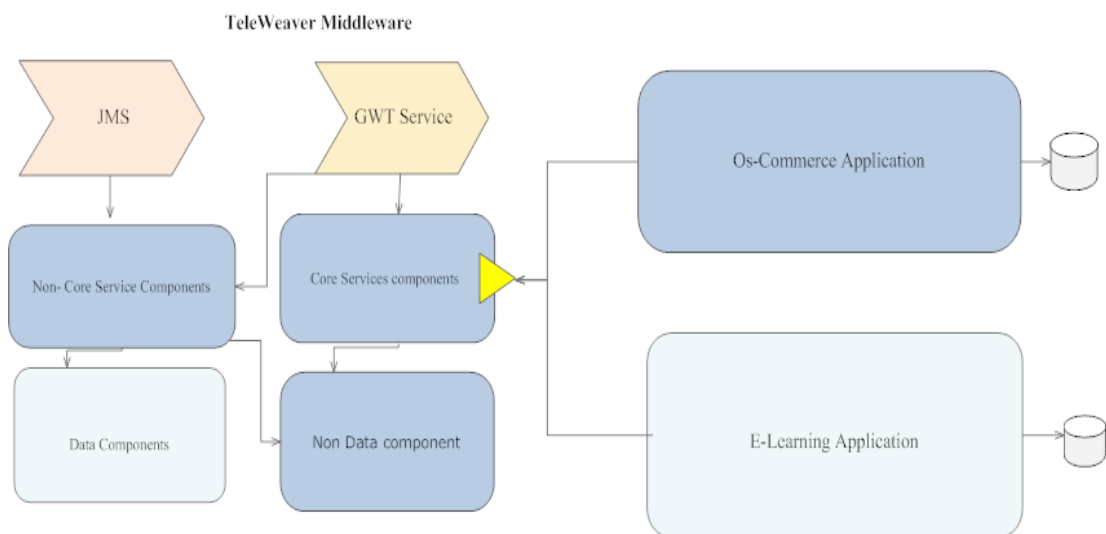 TeleWeaver Middleware
JMS
GWT Service
Os-Commerce Application
Non- Core Service Components
Core Services components
Data Components
Non Data component
E-Learning Application